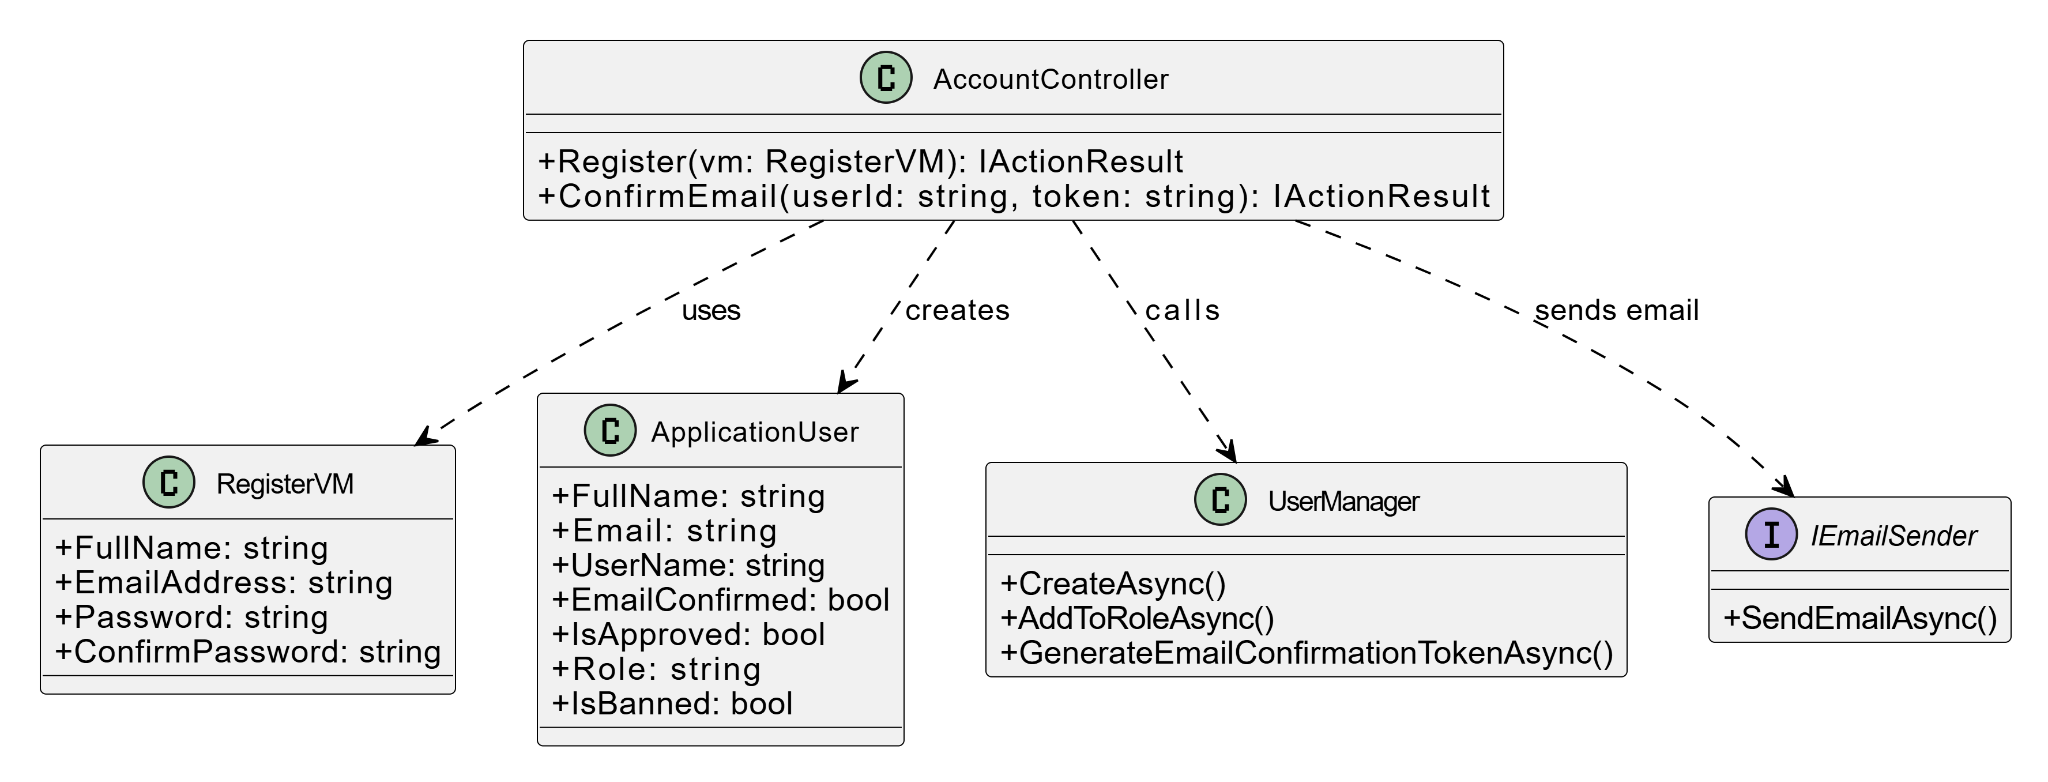 C AccountController
+Register(vm: RegisterVM): IActionResult
+ConfirmEmail(userId: string, token: string): IActionResult
uses
creates
calls
sends email
C RegisterVM
+FullName: string
+EmailAddress: string
+Password: string
+ConfirmPassword: string
C ApplicationUser
+FullName: string
+Email: string
+UserName: string
+EmailConfirmed: bool
+IsApproved: bool
+Role: string
+IsBanned: bool
C UserManager
+CreateAsync()
+AddToRoleAsync()
+GenerateEmailConfirmationTokenAsync()
I IEmailSender
+SendEmailAsync()